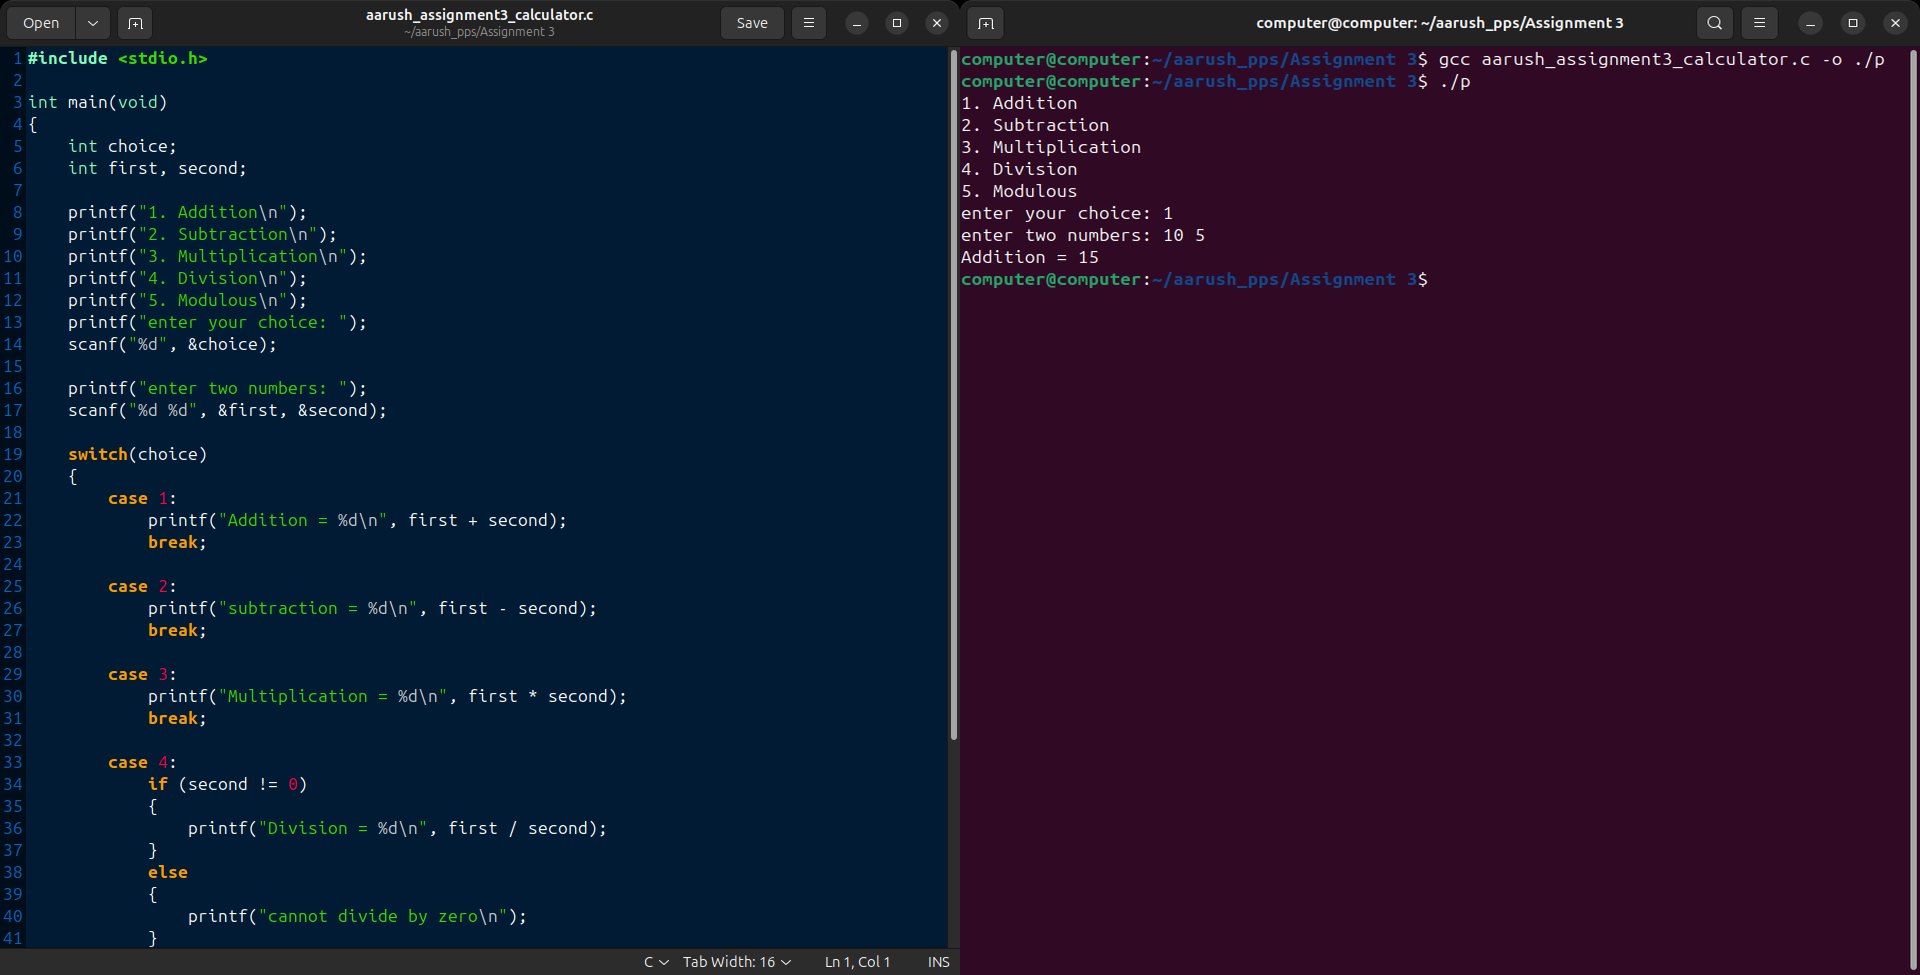 Open
aarush_assignment3_calculator.c
~/aarush_pps/Assignment 3
Save
1 #include <stdio.h>
2
3 int main(void)
4 {
5     int choice;
6     int first, second;
7
8     printf("1. Addition\n");
9     printf("2. Subtraction\n");
10     printf("3. Multiplication\n");
11     printf("4. Division\n");
12     printf("5. Modulous\n");
13     printf("enter your choice: ");
14     scanf("%d", &choice);
15
16     printf("enter two numbers: ");
17     scanf("%d %d", &first, &second);
18
19     switch(choice)
20     {
21         case 1:
22             printf("Addition = %d\n", first + second);
23             break;
24
25         case 2:
26             printf("subtraction = %d\n", first - second);
27             break;
28
29         case 3:
30             printf("Multiplication = %d\n", first * second);
31             break;
32
33         case 4:
34             if (second != 0)
35             {
36                 printf("Division = %d\n", first / second);
37             }
38             else
39             {
40                 printf("cannot divide by zero\n");
41             }
C Tab Width: 16 Ln 1, Col 1 INS
computer@computer: ~/aarush_pps/Assignment 3
computer@computer:~/aarush_pps/Assignment 3$ gcc aarush_assignment3_calculator.c -o ./p
computer@computer:~/aarush_pps/Assignment 3$ ./p
1. Addition
2. Subtraction
3. Multiplication
4. Division
5. Modulous
enter your choice: 1
enter two numbers: 10 5
Addition = 15
computer@computer:~/aarush_pps/Assignment 3$